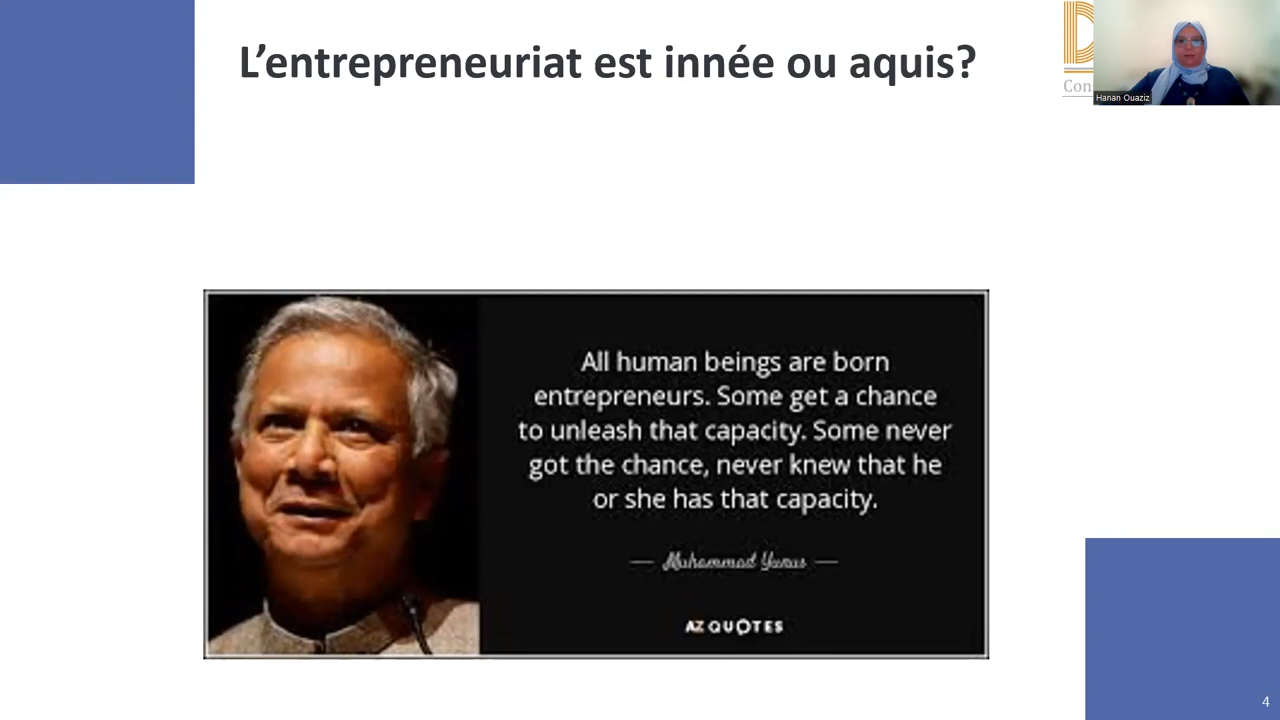 L’entrepreneuriat est innée ou aquis?
D
Con
Hanan Ouaziz
All human beings are born
entrepreneurs. Some get a chance
to unleash that capacity. Some never
got the chance, never knew that he
or she has that capacity.
— Muhammad Yunus —
AZ QUOTES
4